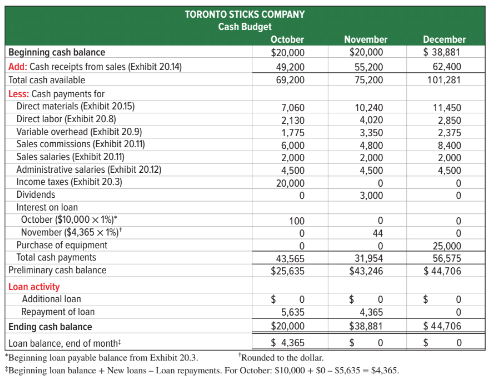 TORONTO STICKS COMPANY
Cash Budget
October November December
Beginning cash balance $20,000 $20,000 $ 38,881
Add: Cash receipts from sales (Exhibit 20.14) 49,200 55,200 62,400
Total cash available 69,200 75,200 101,281
Less: Cash payments for
Direct materials (Exhibit 20.15) 7,060 10,240 11,450
Direct labor (Exhibit 20.8) 2,130 4,020 2,850
Variable overhead (Exhibit 20.9) 1,775 3,350 2,375
Sales commissions (Exhibit 20.11) 6,000 4,800 8,400
Sales salaries (Exhibit 20.11) 2,000 2,000 2,000
Administrative salaries (Exhibit 20.12) 4,500 4,500 4,500
Income taxes (Exhibit 20.3) 20,000 0 0
Dividends 0 3,000 0
Interest on loan
October ($10,000 × 1%)* 100 0 0
November ($4,365 × 1%)† 0 44 0
Purchase of equipment 0 0 25,000
Total cash payments 43,565 31,954 56,575
Preliminary cash balance $25,635 $43,246 $ 44,706
Loan activity
Additional loan $ 0 $ 0 $ 0
Repayment of loan 5,635 4,365 0
Ending cash balance $20,000 $38,881 $ 44,706
Loan balance, end of month‡ $ 4,365 $ 0 $ 0
*Beginning loan payable balance from Exhibit 20.3. †Rounded to the dollar.
‡Beginning loan balance + New loans – Loan repayments. For October: $10,000 + $0 – $5,635 = $4,365.